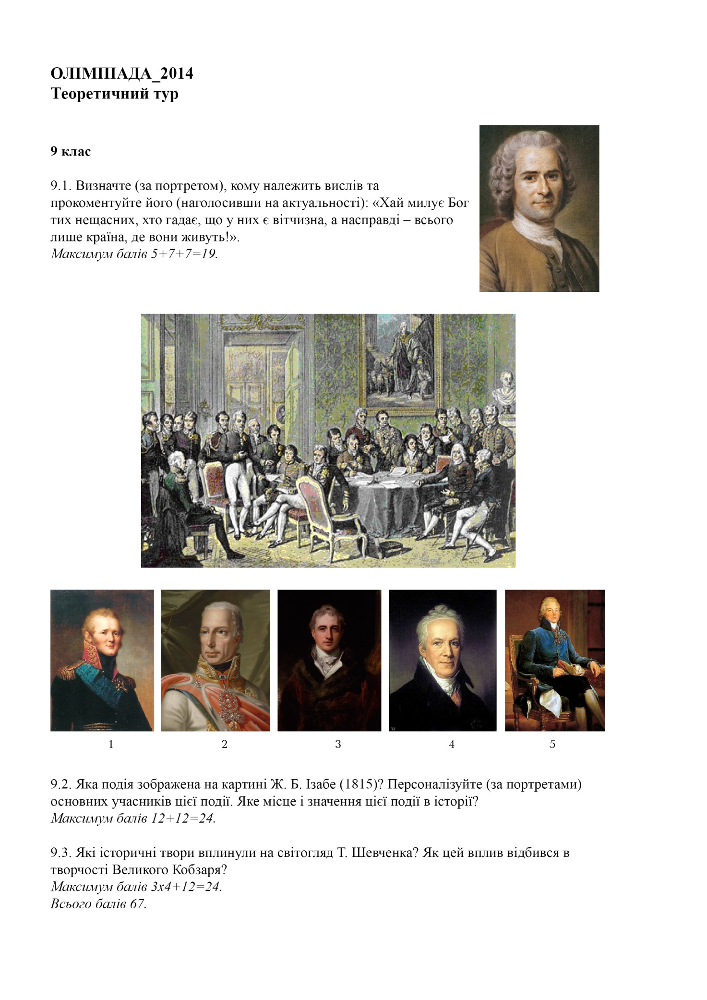 ОЛІМПІАДА_2014
Теоретичний тур
9 клас
9.1. Визначте (за портретом), кому належить вислів та
прокоментуйте його (наголосивши на актуальності): «Хай милує Бог
тих нещасних, хто гадає, що у них є вітчизна, а насправді – всього
лише країна, де вони живуть!».
Максимум балів 5+7+7=19.
1 2 3 4 5
9.2. Яка подія зображена на картині Ж. Б. Ізабе (1815)? Персоналізуйте (за портретами)
основних учасників цієї події. Яке місце і значення цієї події в історії?
Максимум балів 12+12=24.
9.3. Які історичні твори вплинули на світогляд Т. Шевченка? Як цей вплив відбився в
творчості Великого Кобзаря?
Максимум балів 3х4+12=24.
Всього балів 67.